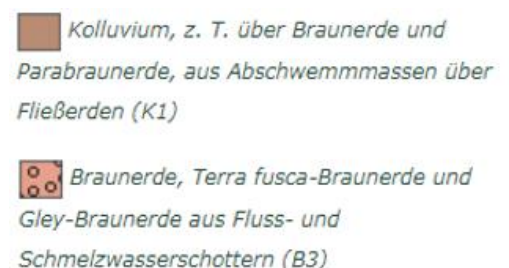 Kolluvium, z. T. über Braunerde und
Parabraunerde, aus Abschwemmmassen über
Fließerden (K1)
Braunerde, Terra fusca-Braunerde und
Gley-Braunerde aus Fluss- und
Schmelzwasserschottern (B3)